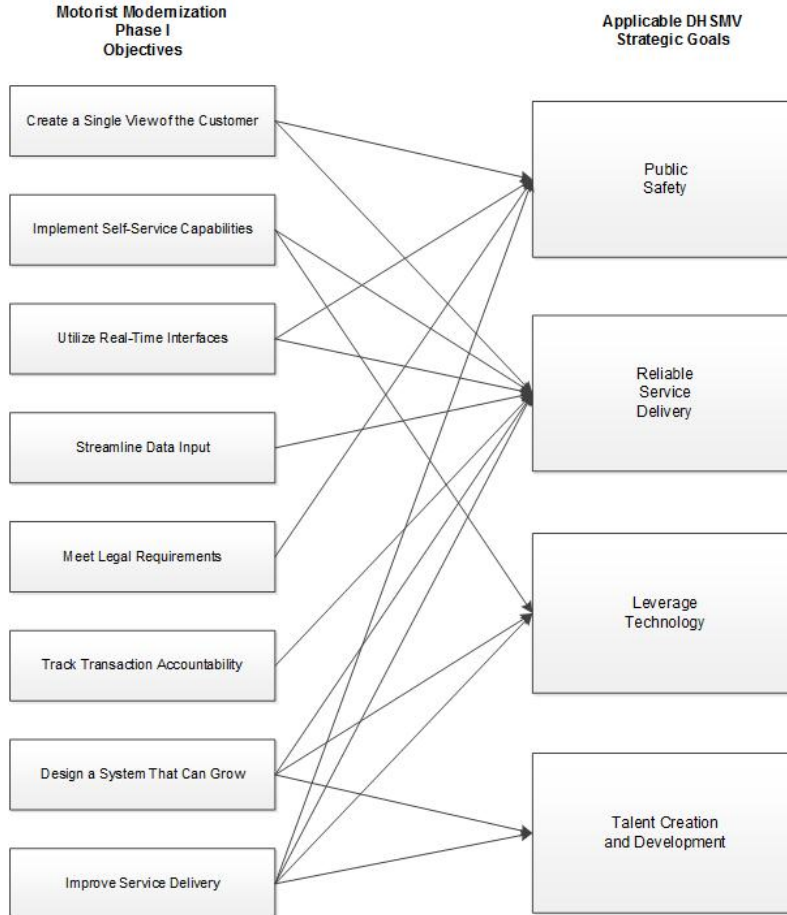 Motorist Modernization
Phase I
Objectives
Applicable DHSMV
Strategic Goals
Create a Single View of the Customer
Implement Self-Service Capabilities
Utilize Real-Time Interfaces
Streamline Data Input
Meet Legal Requirements
Track Transaction Accountability
Design a System That Can Grow
Improve Service Delivery
Public
Safety
Reliable
Service
Delivery
Leverage
Technology
Talent Creation
and Development